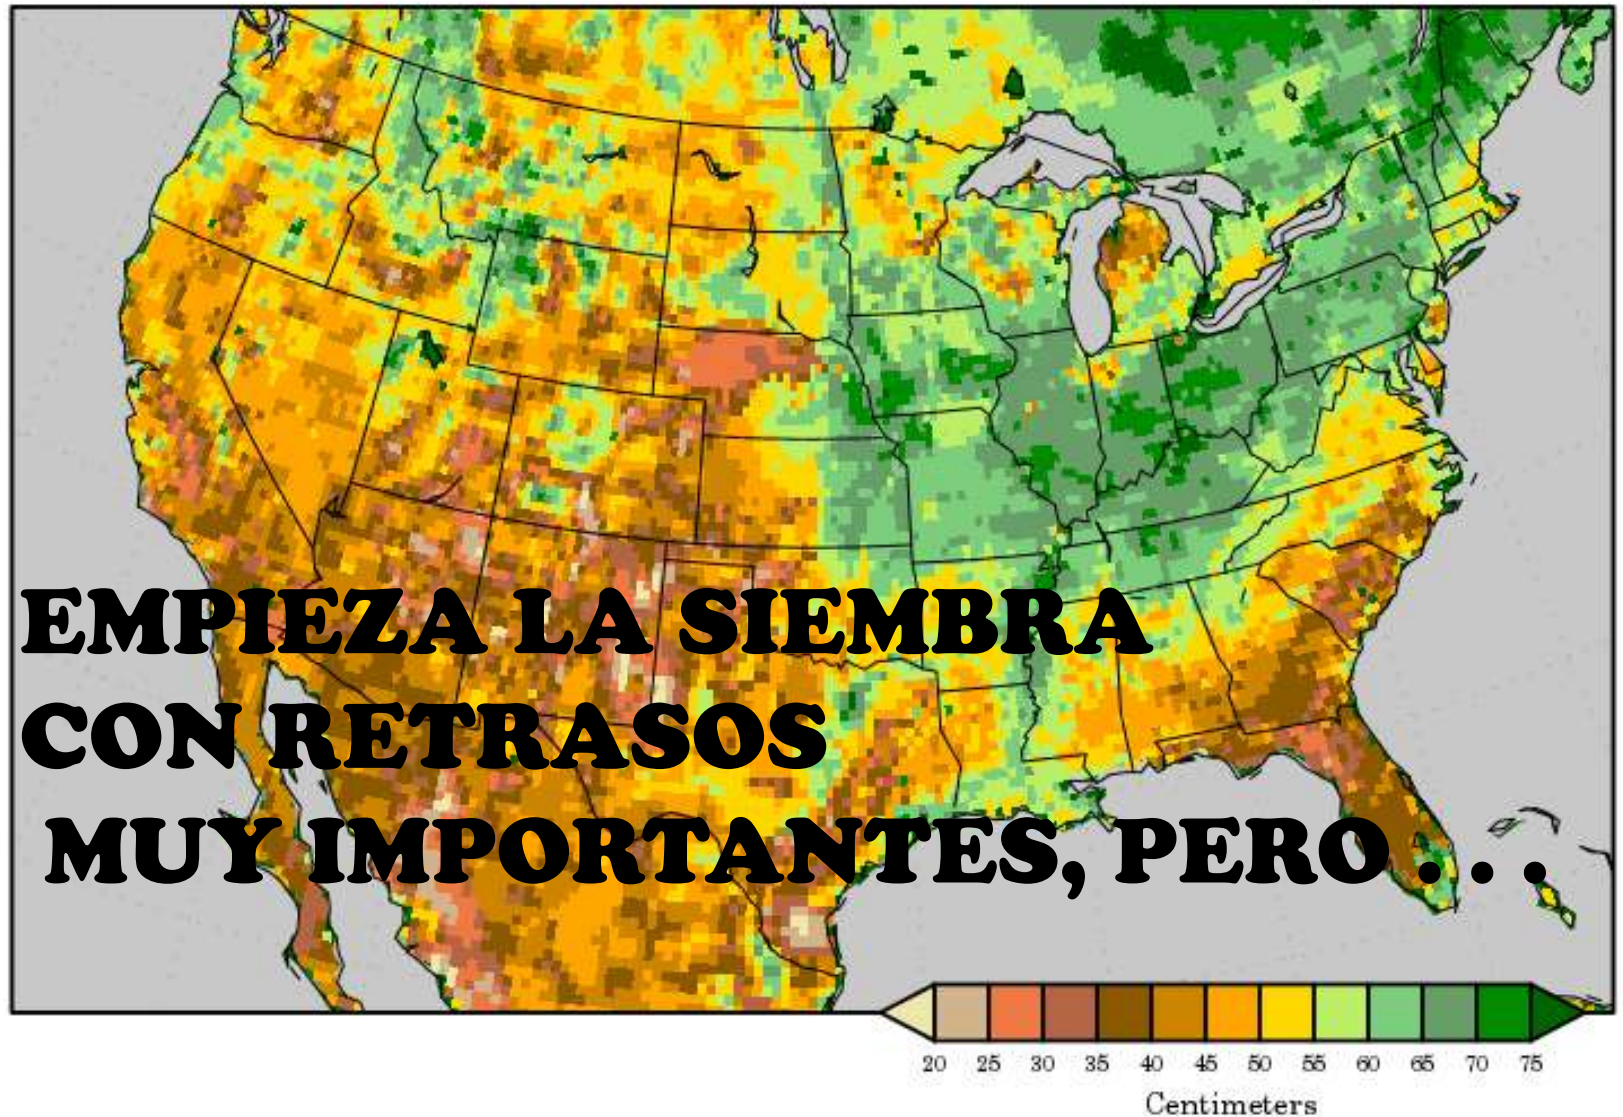 EMPIEZA LA SIEMBRA
CON RETRASOS
MUY IMPORTANTES, PERO . . .
20 25 30 35 40 45 50 55 60 65 70 75
Centimeters